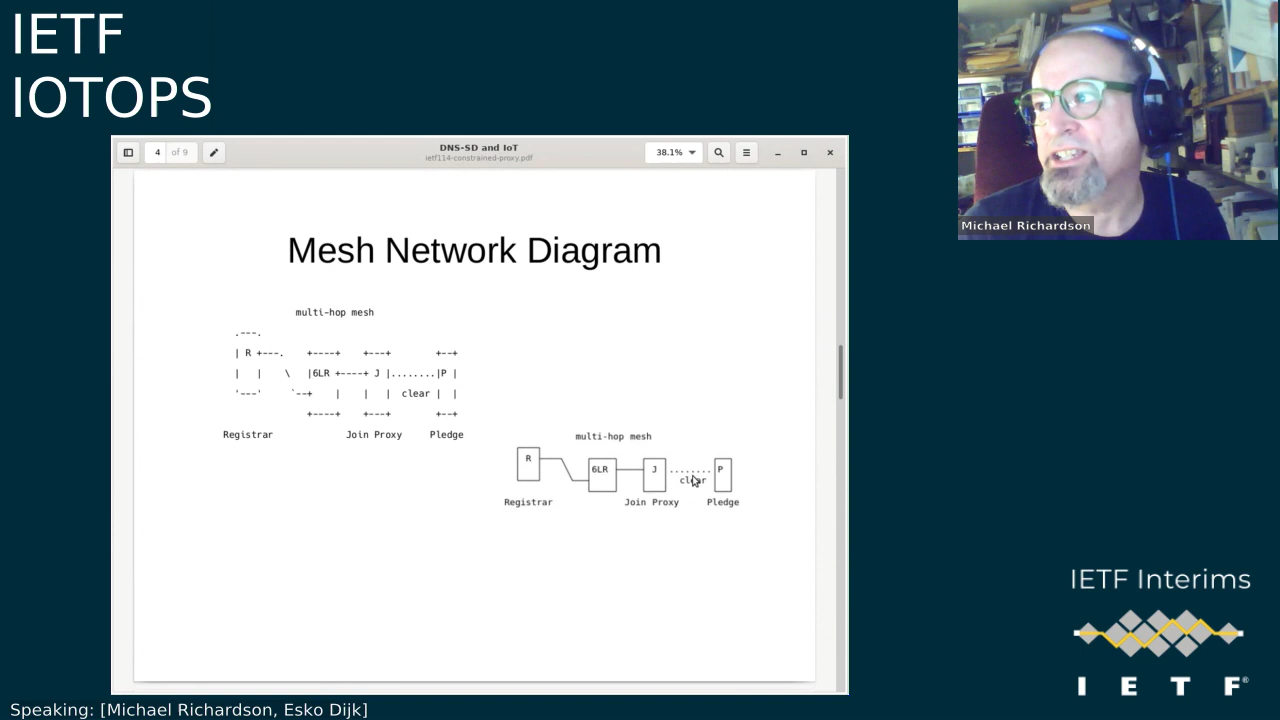 IETF
IOTOPS
4 of 9
DNS-SD and IoT
ietf114-constrained-proxy.pdf
38.1%
Michael Richardson
Mesh Network Diagram
multi-hop mesh
.---.
| R +---.    +----+    +---+        +--+
|   |    \   |6LR +----+ J |........|P |
'---'     `--+    |    |   |  clear |  |
+----+    +---+        +--+
Registrar             Join Proxy     Pledge
multi-hop mesh
R 6LR J ........ P
clear
Registrar Join Proxy Pledge
IETF Interims
I E T F®
Speaking: [Michael Richardson, Esko Dijk]